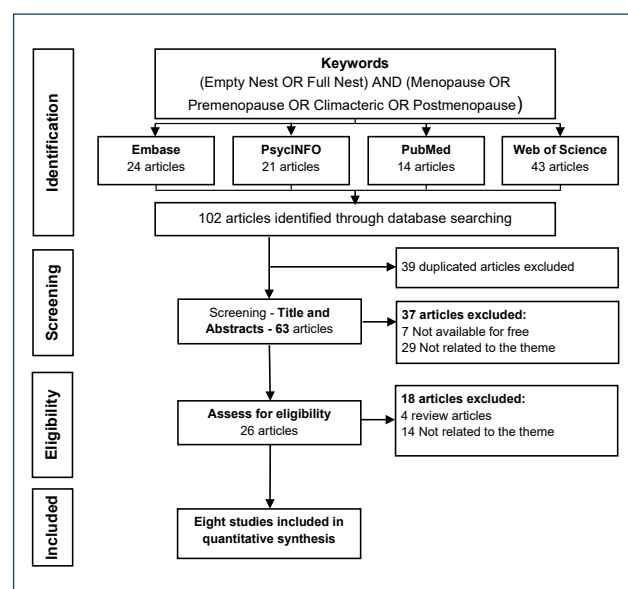 Identification
Keywords
(Empty Nest OR Full Nest) AND (Menopause OR
Premenopause OR Climacteric OR Postmenopause)
Embase
24 articles
PsycINFO
21 articles
PubMed
14 articles
Web of Science
43 articles
102 articles identified through database searching
Screening
39 duplicated articles excluded
Screening - Title and
Abstracts - 63 articles
37 articles excluded:
7 Not available for free
29 Not related to the theme
Eligibility
Assess for eligibility
26 articles
18 articles excluded:
4 review articles
14 Not related to the theme
Included
Eight studies included in
quantitative synthesis